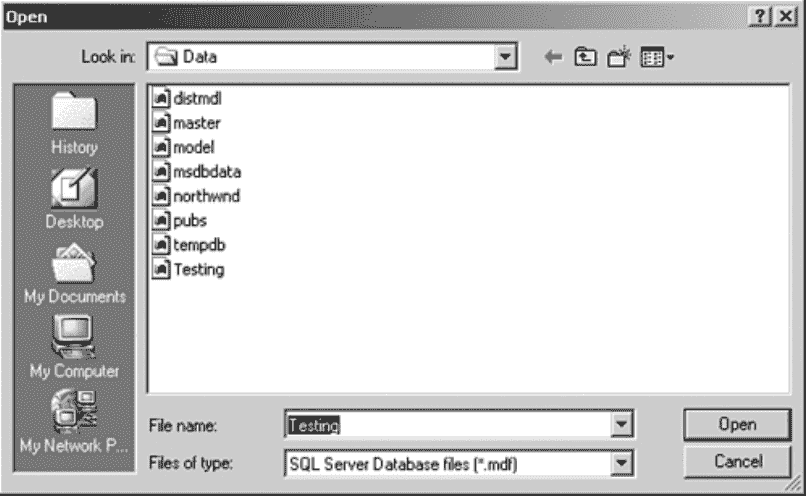 Open
Look in: Data
History
Desktop
My Documents
My Computer
My Network P...
distmdl
master
model
msdbdata
northwnd
pubs
tempdb
Testing
File name: Testing Open
Files of type: SQL Server Database files (*.mdf) Cancel